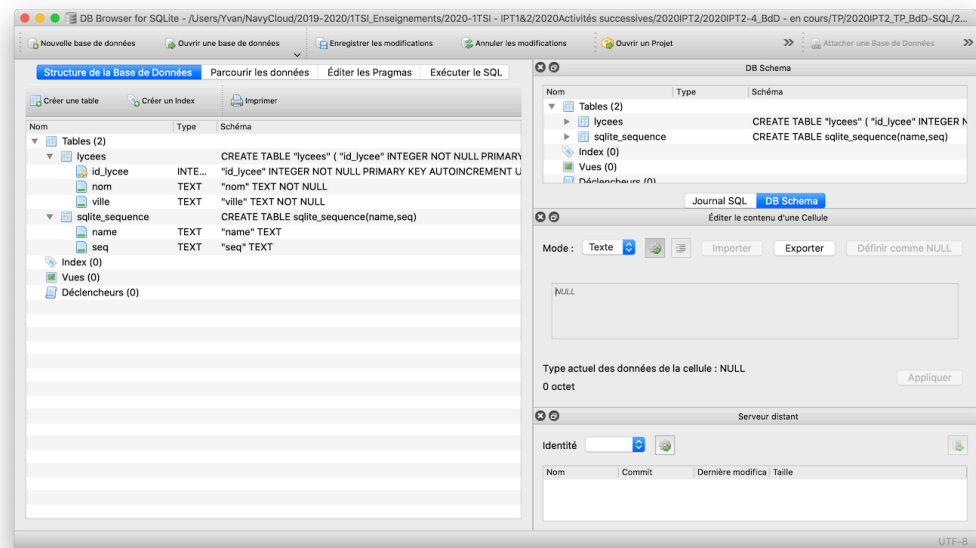 DB Browser for SQLite - /Users/Yvan/NavyCloud/2019-2020/1TSI_Enseignements/2020-1TSI - IPT1&2/2020Activités successives/2020IPT2/2020IPT2-4_BdD - en cours/TP/2020IPT2_TP_BdD-SQL/2...
Nouvelle base de données Ouvrir une base de données Enregistrer les modifications Annuler les modifications Ouvrir un Projet » Attacher une Base de Données »
Structure de la Base de Données Parcourir les données Éditer les Pragmas Exécuter le SQL
Créer une table Créer un Index Imprimer
Nom Type Schéma
Tables (2)
lycees CREATE TABLE "lycees" ( "id_lycee" INTEGER NOT NULL PRIMARY
id_lycee INTE... "id_lycee" INTEGER NOT NULL PRIMARY KEY AUTOINCREMENT U
nom TEXT "nom" TEXT NOT NULL
ville TEXT "ville" TEXT NOT NULL
sqlite_sequence CREATE TABLE sqlite_sequence(name,seq)
name TEXT "name" TEXT
seq TEXT "seq" TEXT
Index (0)
Vues (0)
Déclencheurs (0)
DB Schema
Nom Type Schéma
Tables (2)
lycees CREATE TABLE "lycees" ( "id_lycee" INTEGER N
sqlite_sequence CREATE TABLE sqlite_sequence(name,seq)
Index (0)
Vues (0)
Déclencheurs (0)
Journal SQL DB Schema
Éditer le contenu d'une Cellule
Mode : Texte Importer Exporter Définir comme NULL
NULL
Type actuel des données de la cellule : NULL
0 octet
Appliquer
Serveur distant
Identité
Nom Commit Dernière modifica Taille
UTF-8